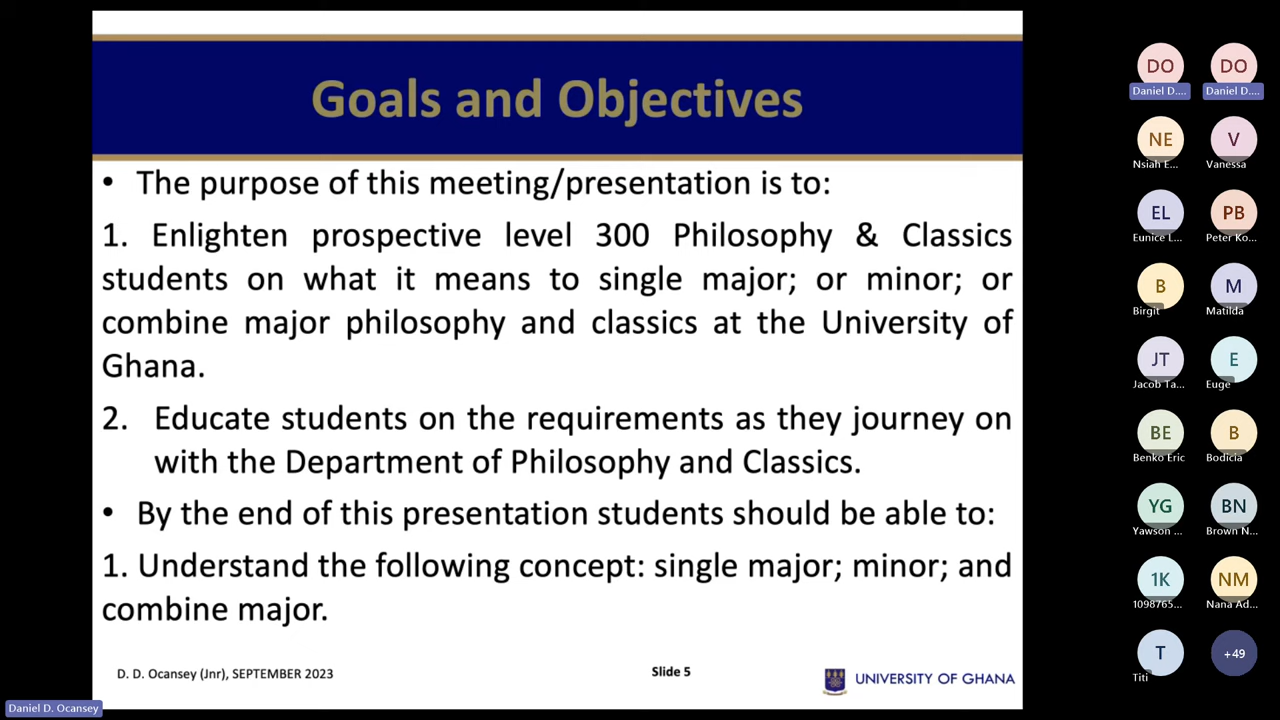 Goals and Objectives
• The purpose of this meeting/presentation is to:
1. Enlighten prospective level 300 Philosophy & Classics
students on what it means to single major; or minor; or
combine major philosophy and classics at the University of
Ghana.
2. Educate students on the requirements as they journey on
with the Department of Philosophy and Classics.
• By the end of this presentation students should be able to:
1. Understand the following concept: single major; minor; and
combine major.
D. D. Ocansey (Jnr), SEPTEMBER 2023
Slide 5
UNIVERSITY OF GHANA
Daniel D. Ocansey
DO
DO
Daniel D....
Daniel D....
NE
V
Nsiah E...
Vanessa
EL
PB
Eunice L...
Peter Ko...
B
M
Birgit
Matilda
JT
E
Jacob Ta...
Euge
BE
B
Benko Eric
Bodicia
YG
BN
Yawson ...
Brown N...
1K
NM
1098765...
Nana Ad...
T
+49
Titi